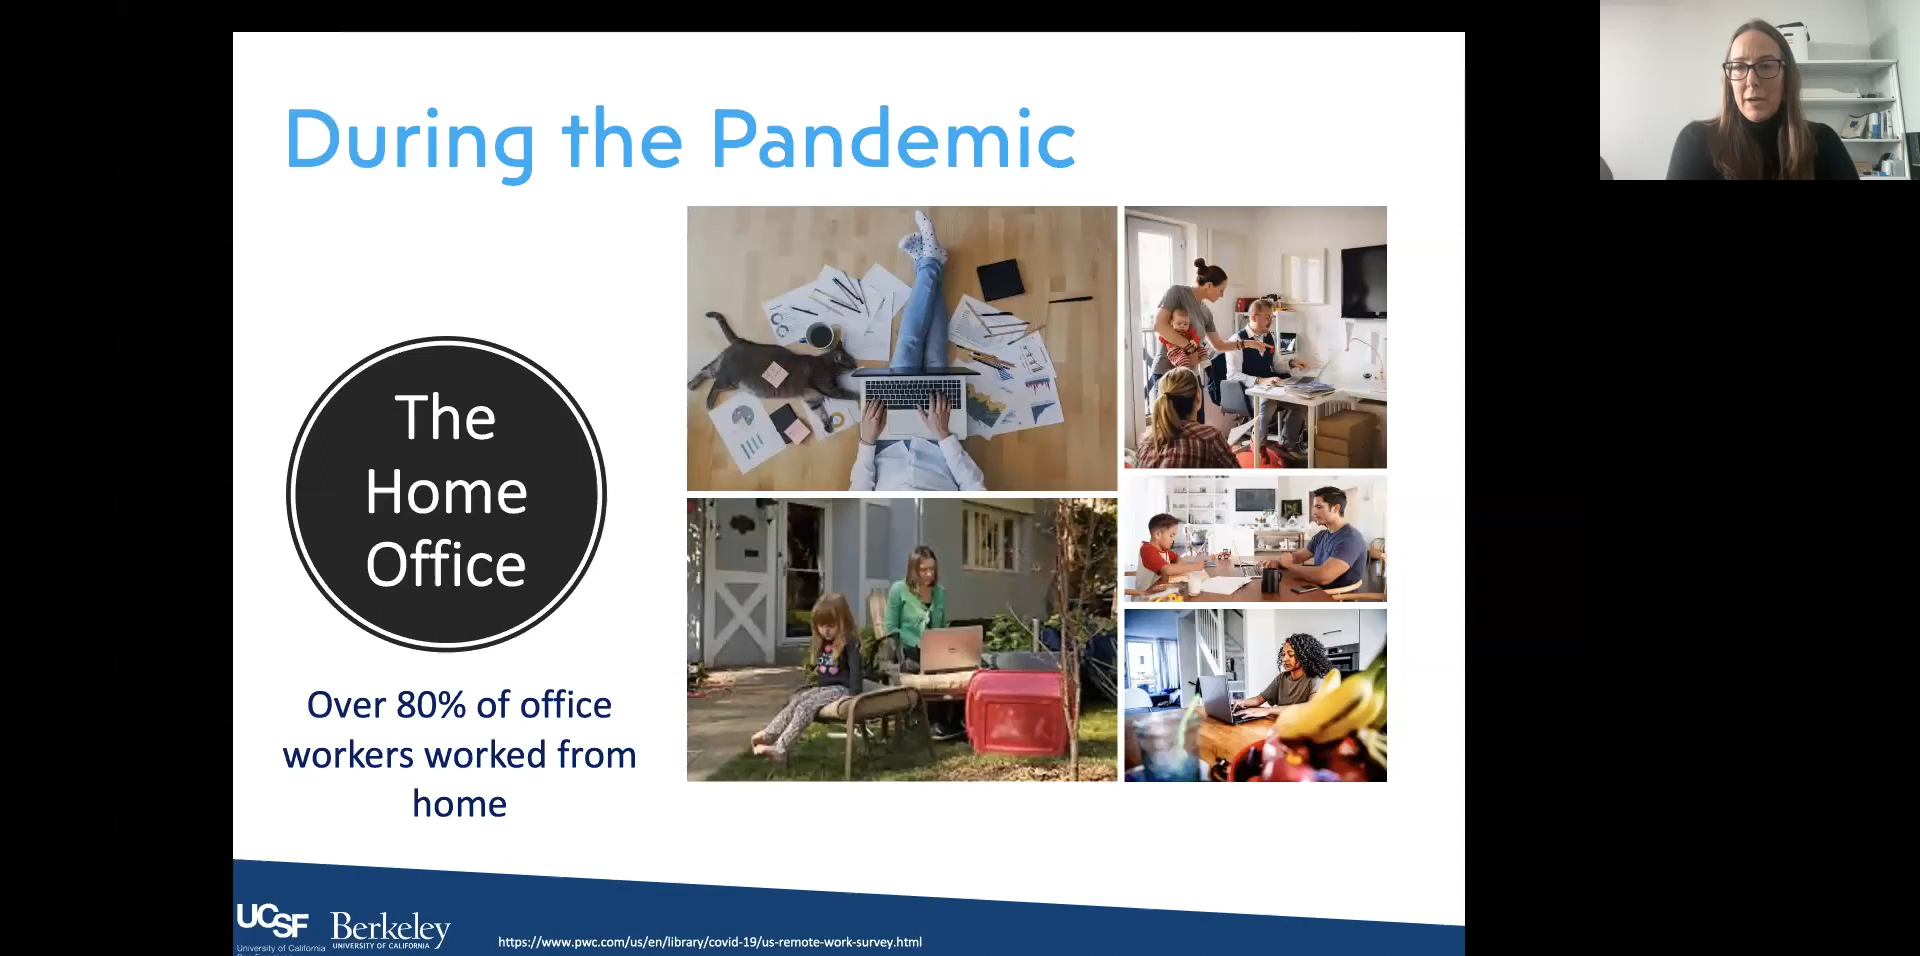 During the Pandemic
The
Home
Office
Over 80% of office
workers worked from
home
UCSF
University of California
Berkeley
UNIVERSITY OF CALIFORNIA
https://www.pwc.com/us/en/library/covid-19/us-remote-work-survey.html